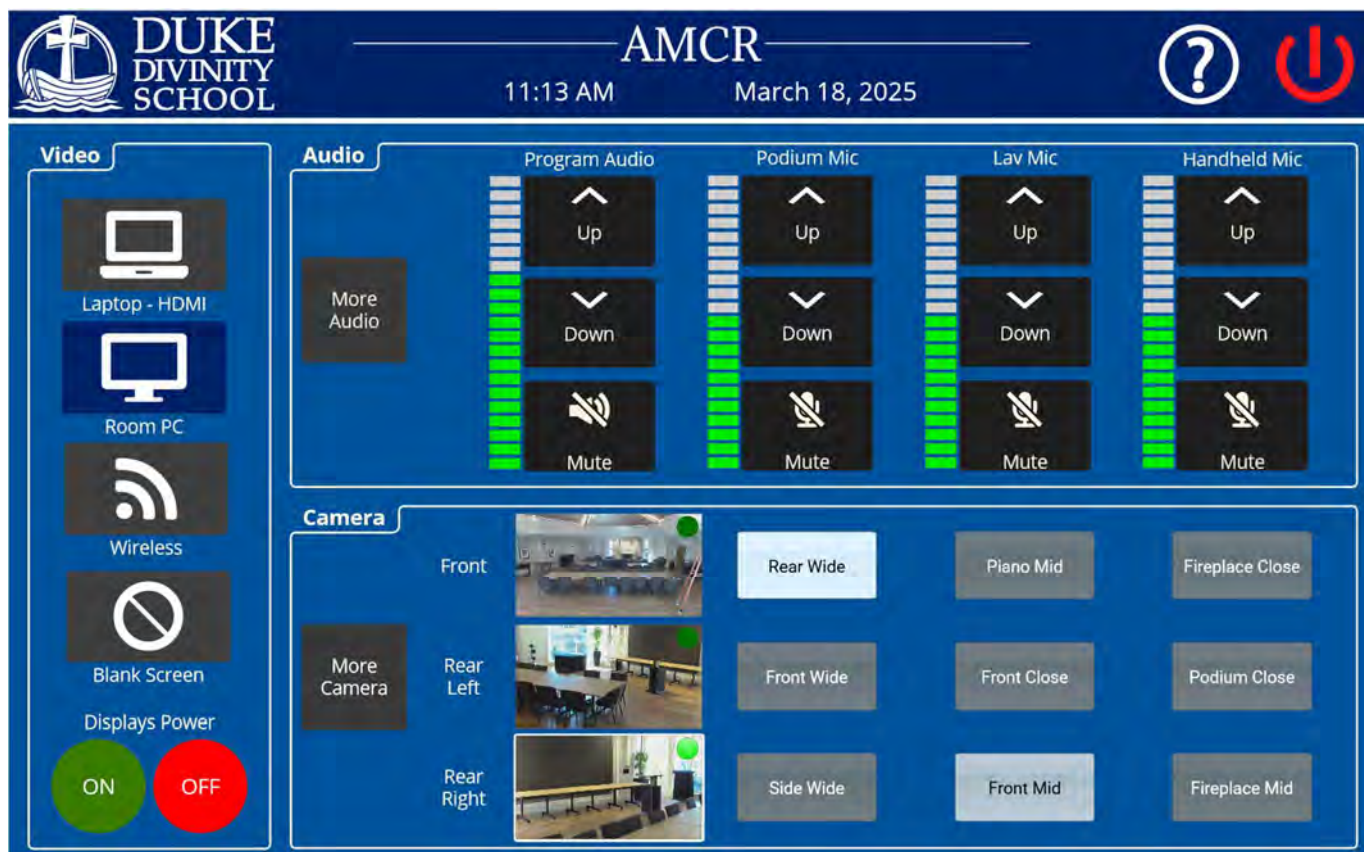 DUKE
DIVINITY
SCHOOL
AMCR
11:13 AM March 18, 2025
?
Video
Laptop - HDMI
Room PC
Wireless
Blank Screen
Displays Power
ON OFF
Audio
Program Audio Podium Mic Lav Mic Handheld Mic
Up Up Up Up
More
Audio
Down Down Down Down
Mute Mute Mute Mute
Camera
Front Rear Wide Piano Mid Fireplace Close
More
Camera
Rear
Left
Front Wide Front Close Podium Close
Rear
Right
Side Wide Front Mid Fireplace Mid